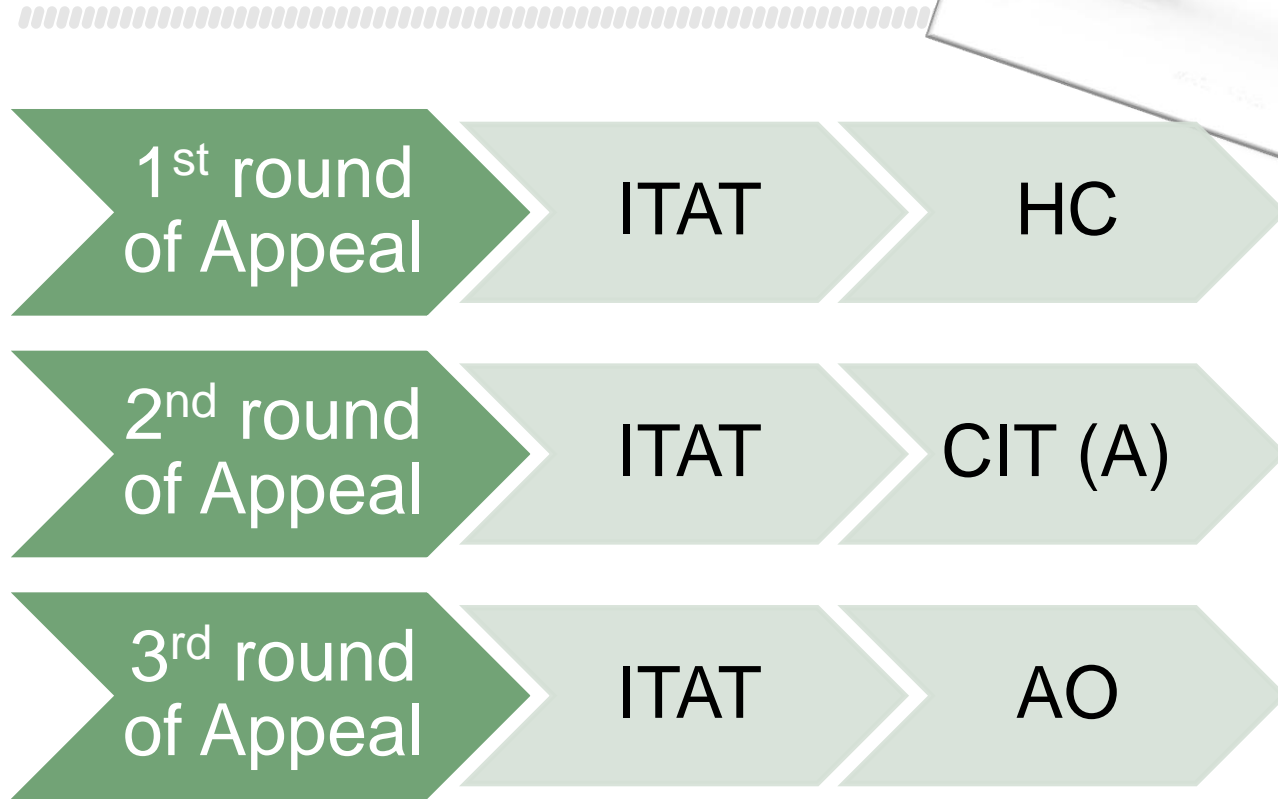 1st round
of Appeal
ITAT
HC
2nd round
of Appeal
ITAT
CIT (A)
3rd round
of Appeal
ITAT
AO